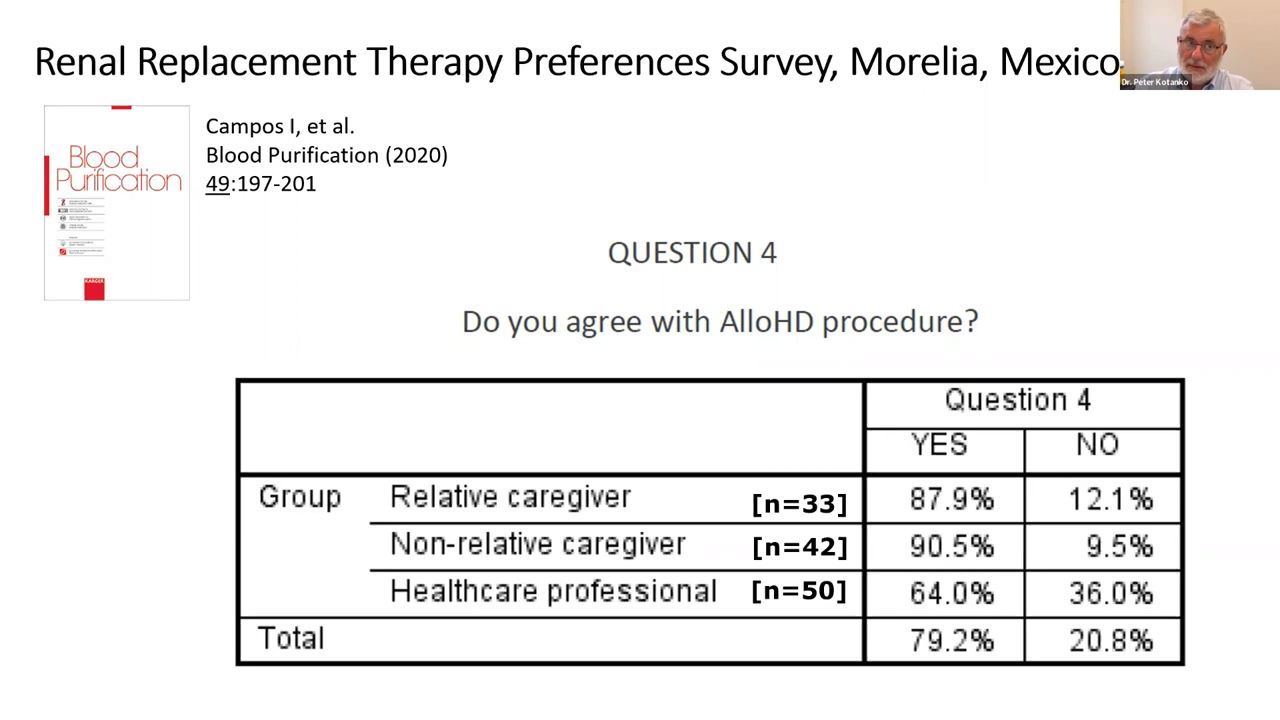 Renal Replacement Therapy Preferences Survey, Morelia, Mexico
Dr. Peter Kotanko
Blood
Purification
KARGER
Campos I, et al.
Blood Purification (2020)
49:197-201
QUESTION 4
Do you agree with AlloHD procedure?
Question 4
YES NO
Group Relative caregiver [n=33] 87.9% 12.1%
Non-relative caregiver [n=42] 90.5% 9.5%
Healthcare professional [n=50] 64.0% 36.0%
Total 79.2% 20.8%